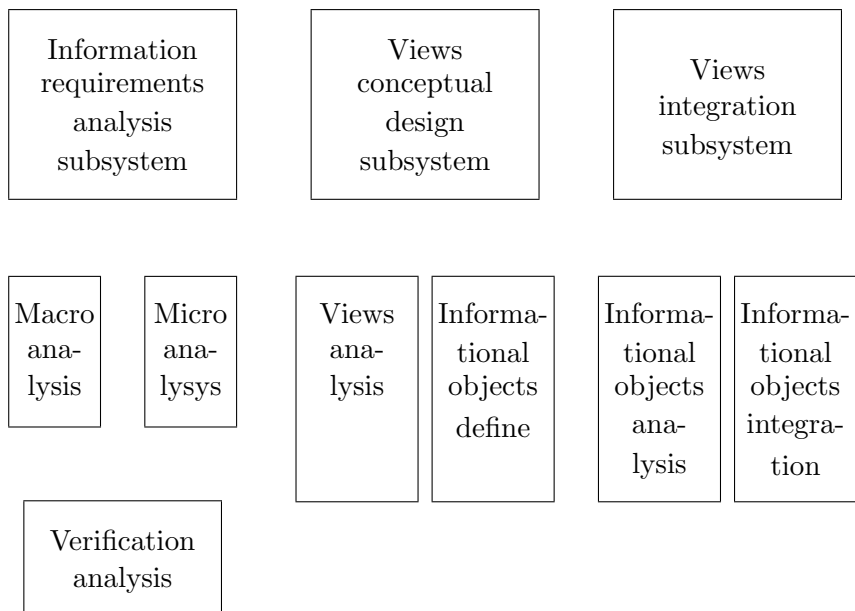 Information
requirements
analysis
subsystem
Views
conceptual
design
subsystem
Views
integration
subsystem
Macro
ana-
lysis
Micro
ana-
lysys
Views
ana-
lysis
Informa-
tional
objects
define
Informa-
tional
objects
ana-
lysis
Informa-
tional
objects
integra-
tion
Verification
analysis